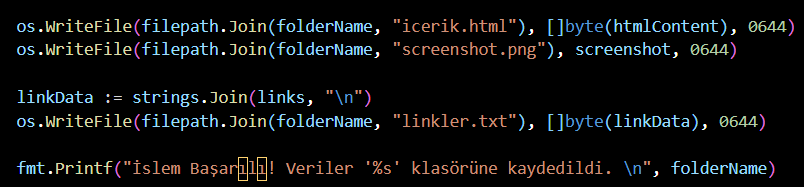 os.WriteFile(filepath.Join(folderName, "icerik.html"), []byte(htmlContent), 0644)
os.WriteFile(filepath.Join(folderName, "screenshot.png"), screenshot, 0644)
linkData := strings.Join(links, "\n")
os.WriteFile(filepath.Join(folderName, "linkler.txt"), []byte(linkData), 0644)
fmt.Printf("İslem Başarılı! Veriler '%s' klasörüne kaydedildi. \n", folderName)